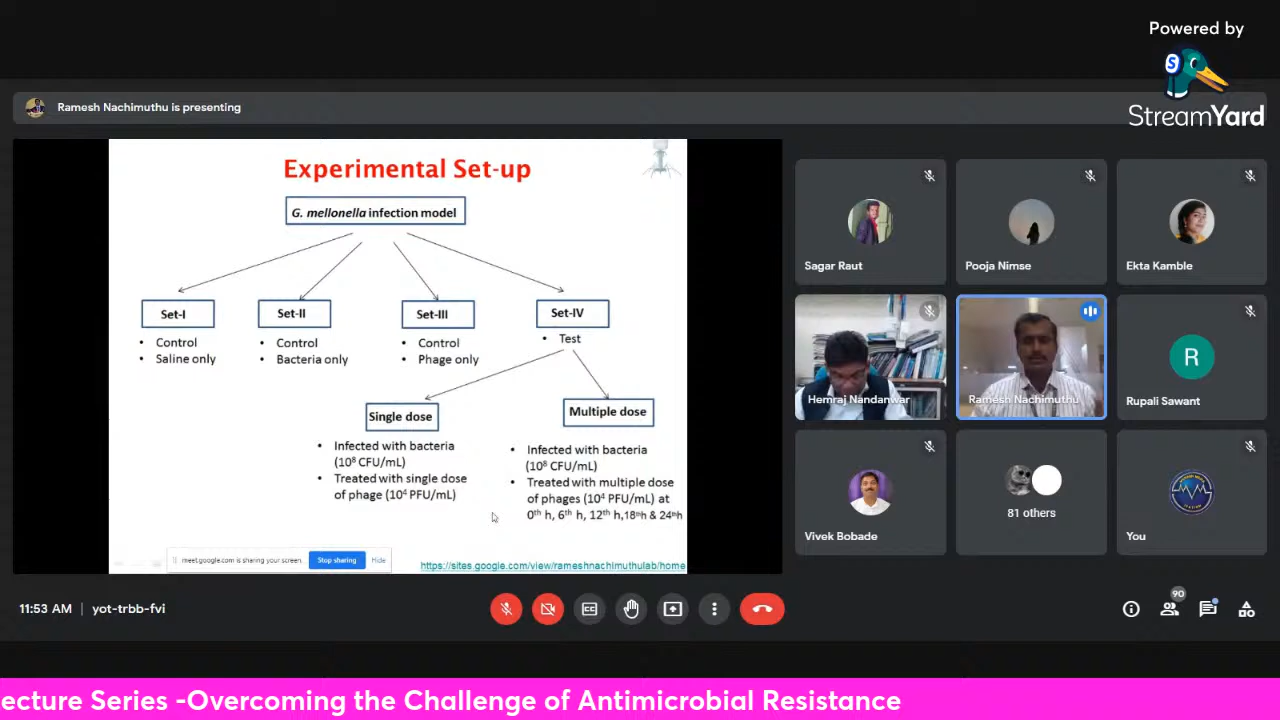 Powered by
StreamYard
Ramesh Nachimuthu is presenting
Experimental Set-up
G. mellonella infection model
Set-I
• Control
• Saline only
Set-II
• Control
• Bacteria only
Set-III
• Control
• Phage only
Set-IV
• Test
Single dose
• Infected with bacteria
(10⁸ CFU/mL)
• Treated with single dose
of phage (10⁴ PFU/mL)
Multiple dose
• Infected with bacteria
(10⁸ CFU/mL)
• Treated with multiple dose
of phages (10⁴ PFU/mL) at
0ᵗʰ h, 6ᵗʰ h, 12ᵗʰ h,18ᵗʰh & 24ᵗʰh
meet.google.com is sharing your screen.
Stop sharing
Hide
https://sites.google.com/view/rameshnachimuthulab/home
Sagar Raut
Pooja Nimse
Ekta Kamble
Hemraj Nandanwar
Ramesh Nachimuthu
R
Rupali Sawant
Vivek Bobade
81 others
You
11:53 AM | yot-trbb-fvi
90
ecture Series -Overcoming the Challenge of Antimicrobial Resistance